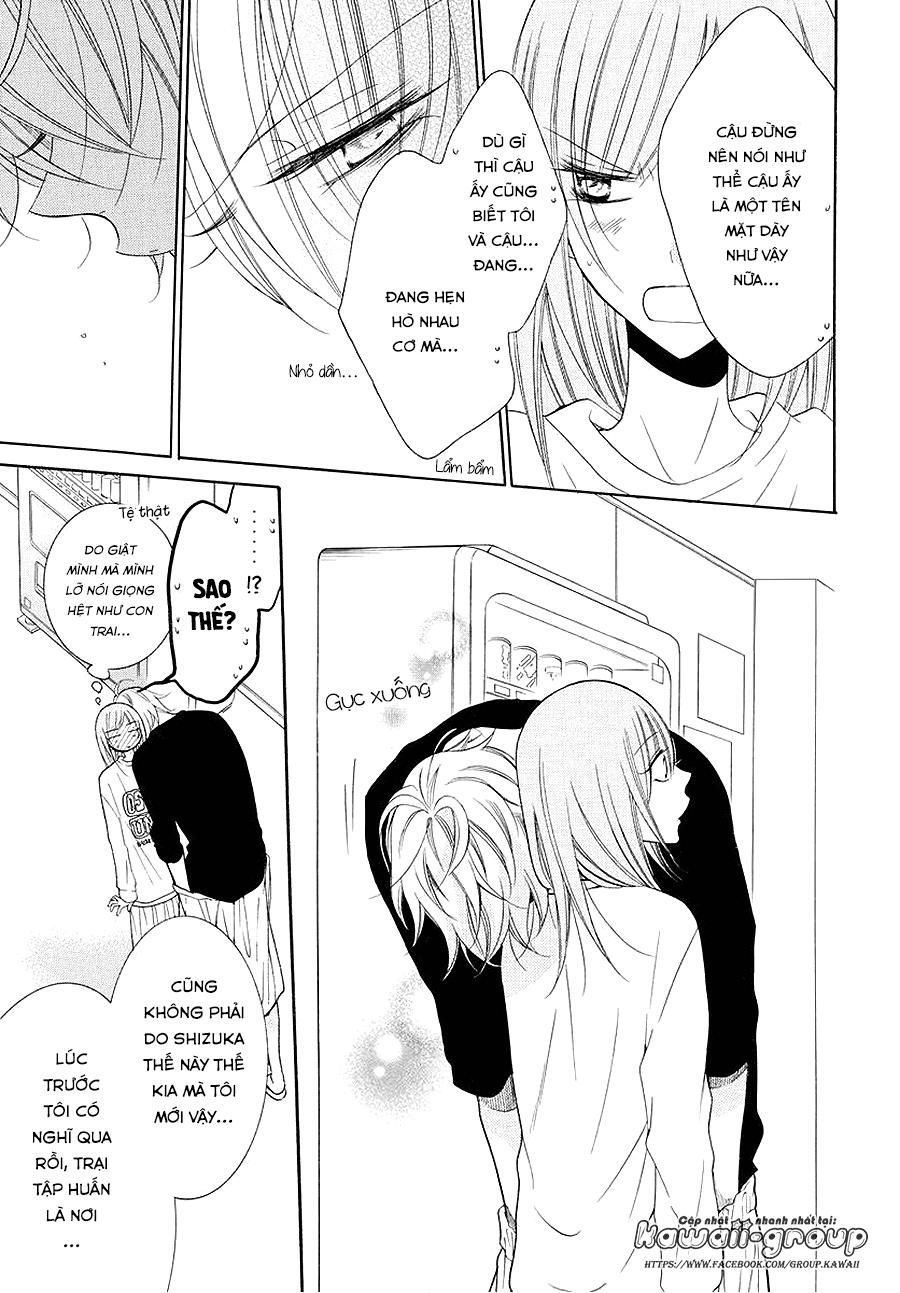 CẬU ĐỪNG
NÊN NÓI NHƯ
THỂ CẬU ẤY
LÀ MỘT TÊN
MẶT DÀY
NHƯ VẬY
NỮA...
DÙ GÌ
THÌ CẬU
ẤY CŨNG
BIẾT TÔI
VÀ CẬU...
ĐANG...
ĐANG HẸN
HÒ NHAU
CƠ MÀ...
Nhỏ dần...
Lẩm bẩm
Gục xuống
!?
SAO
THẾ?
Tệ thật
DO GIẬT
MÌNH MÀ MÌNH
LỠ NÓI GIỌNG
HỆT NHƯ CON
TRAI...
CŨNG
KHÔNG PHẢI
DO SHIZUKA
THẾ NÀY THẾ
KIA MÀ TÔI
MỚI VẬY...
LÚC
TRƯỚC
TÔI CÓ
NGHĨ QUA
RỒI, TRẠI
TẬP HUẤN
LÀ NƠI
...
Cập nhật nhanh nhất tại:
kawaii-group
HTTPS://WWW.FACEBOOK.COM/GROUP.KAWAII